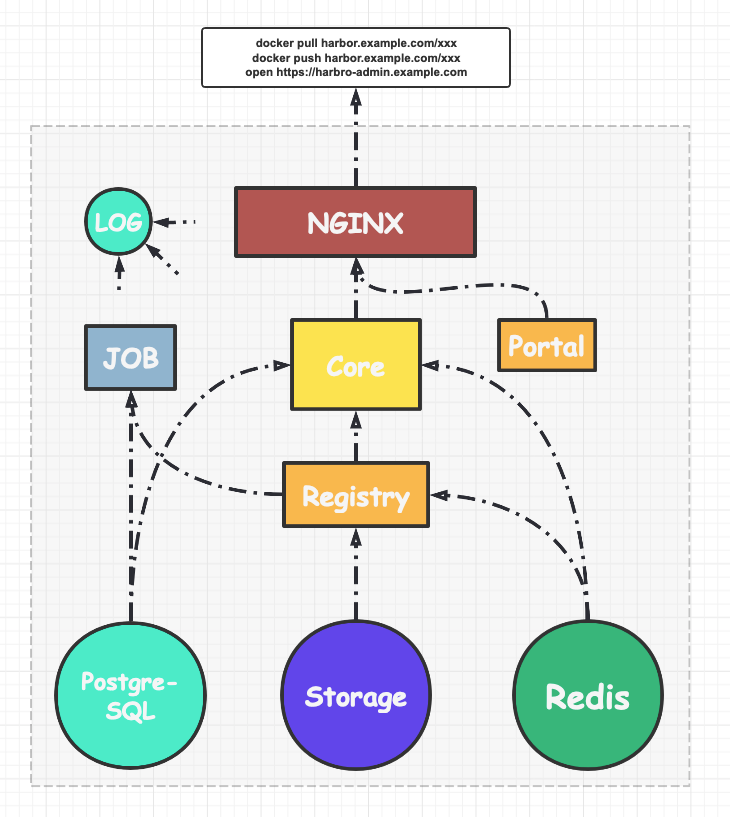 docker pull harbor.example.com/xxx
docker push harbor.example.com/xxx
open https://harbro-admin.example.com
LOG
NGINX
JOB
Core
Portal
Registry
Postgre-
SQL
Storage
Redis